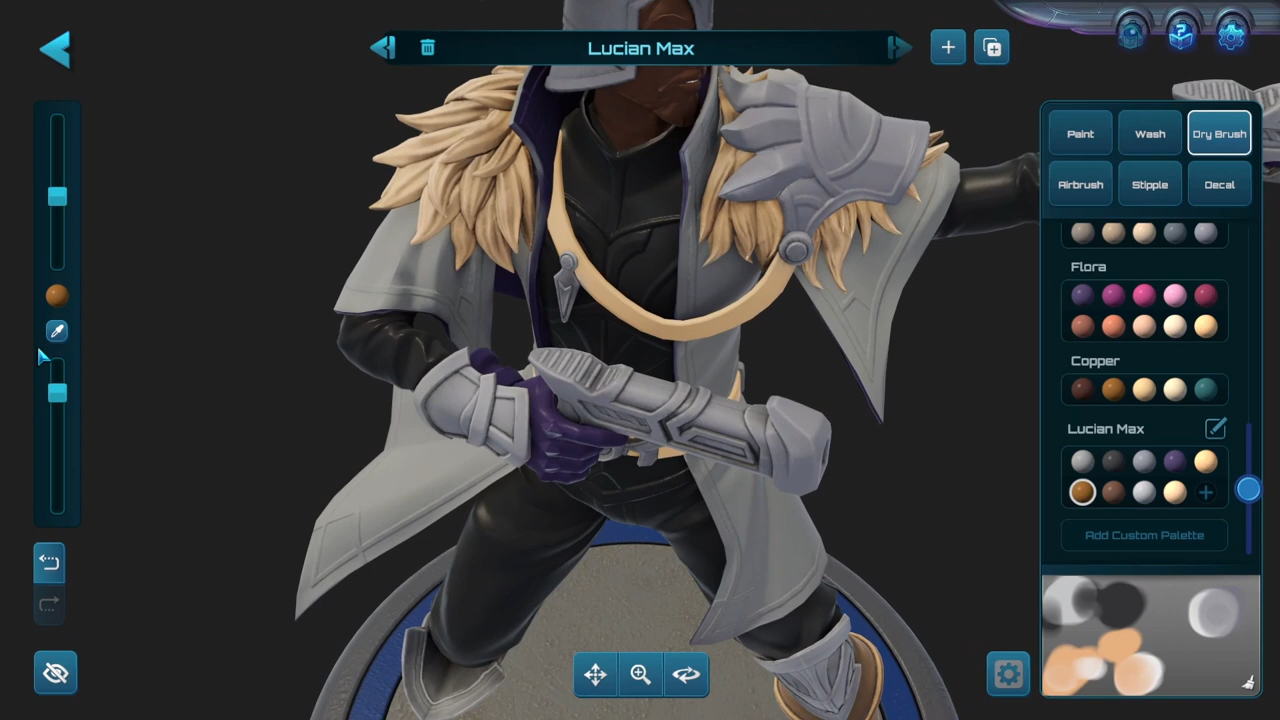 Lucian Max
Paint
Wash
Dry Brush
Airbrush
Stipple
Decal
Flora
Copper
Lucian Max
Add Custom Palette